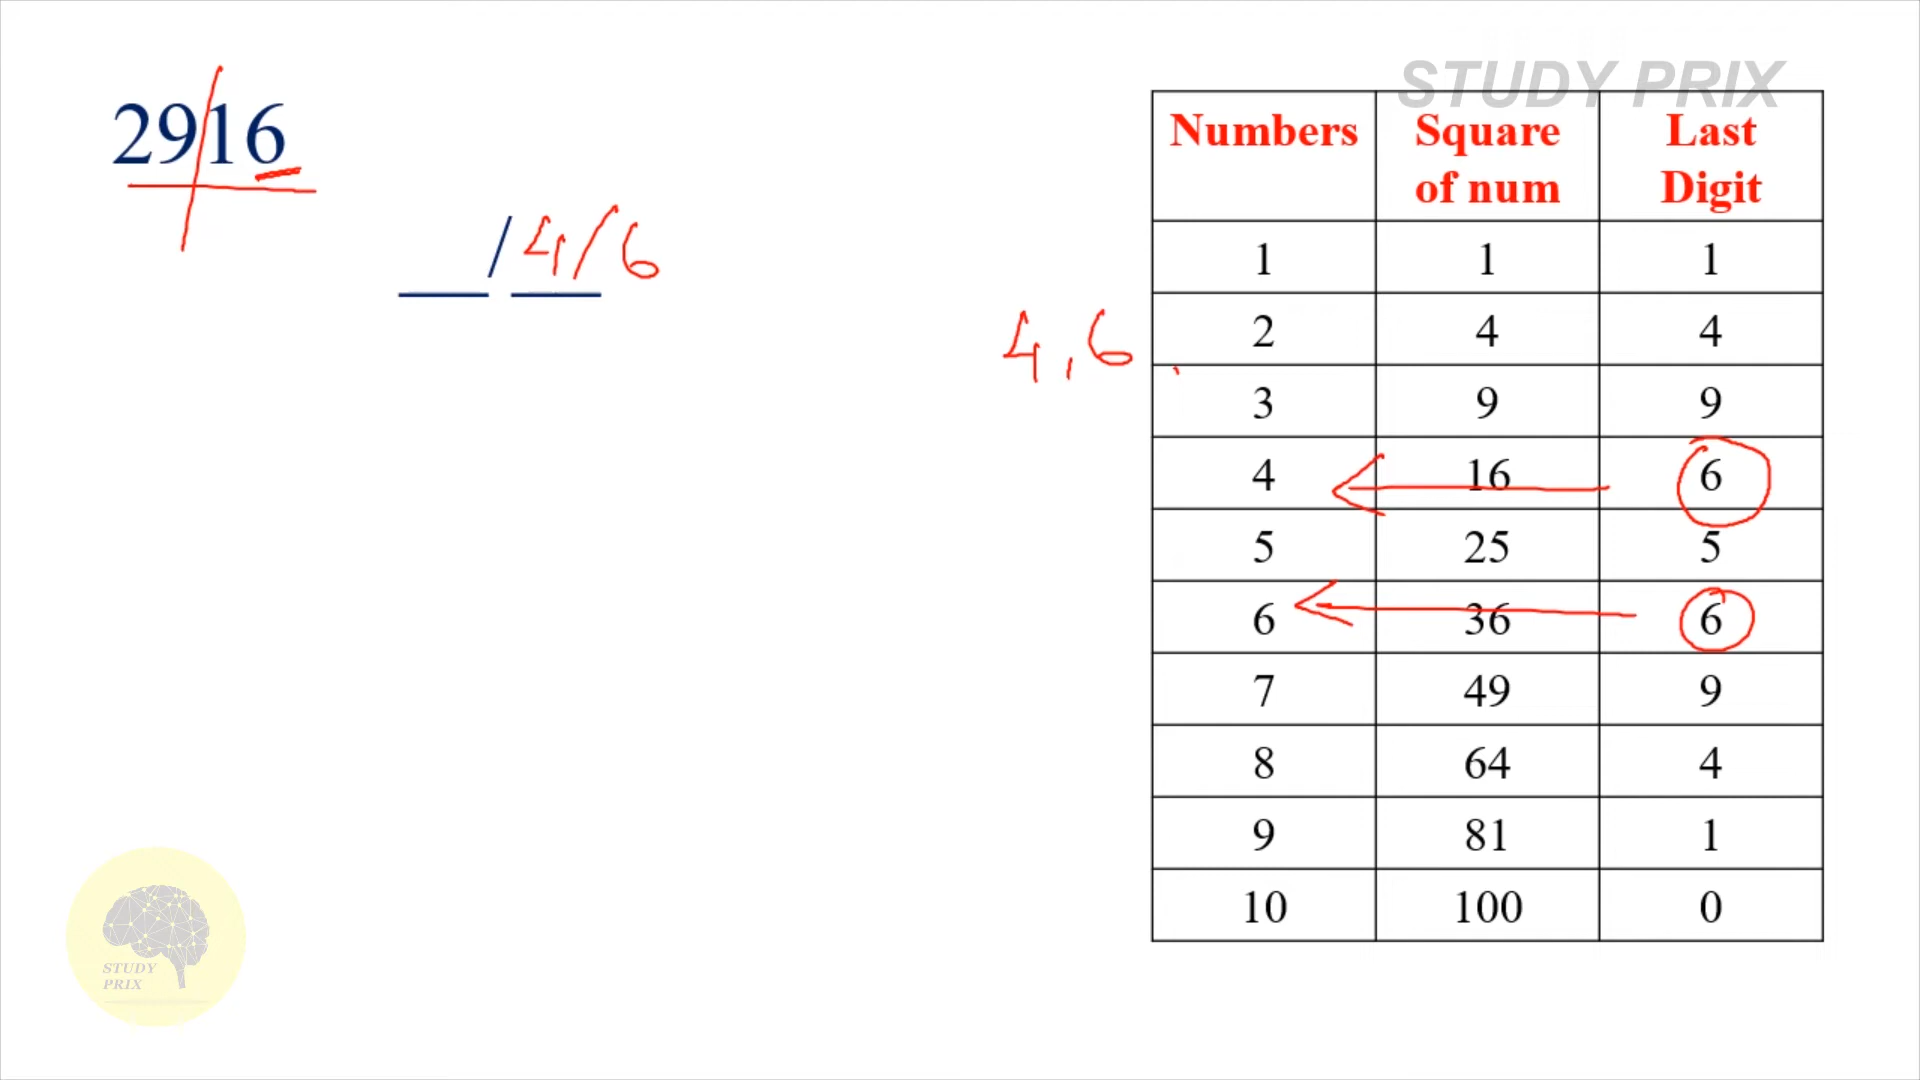 STUDY PRIX
2916
__/4/6
4,6
Numbers Square of num Last Digit
1 1 1
2 4 4
3 9 9
4 16 6
5 25 5
6 36 6
7 49 9
8 64 4
9 81 1
10 100 0
STUDY
PRIX